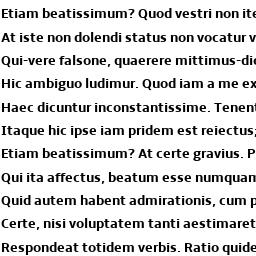 Etiam beatissimum? Quod vestri non ite
At iste non dolendi status non vocatur v
Qui-vere falsone, quaerere mittimus-dic
Hic ambiguo ludimur. Quod iam a me ex
Haec dicuntur inconstantissime. Tenent
Itaque hic ipse iam pridem est reiectus;
Etiam beatissimum? At certe gravius. P
Qui ita affectus, beatum esse numquam
Quid autem habent admirationis, cum p
Certe, nisi voluptatem tanti aestimaret
Respondeat totidem verbis. Ratio quide